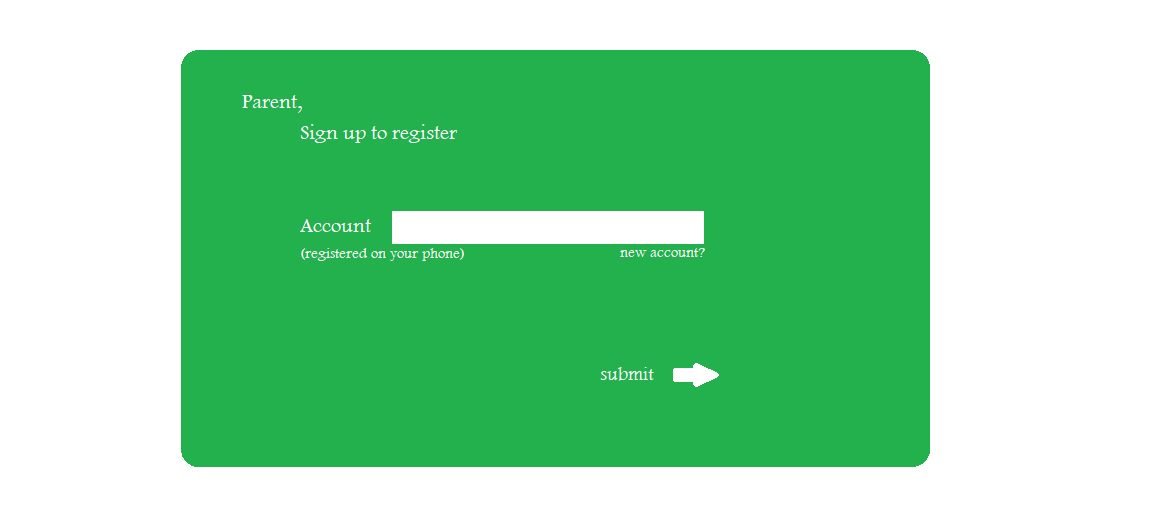 Parent,
Sign up to register
Account
(registered on your phone)
new account?
submit